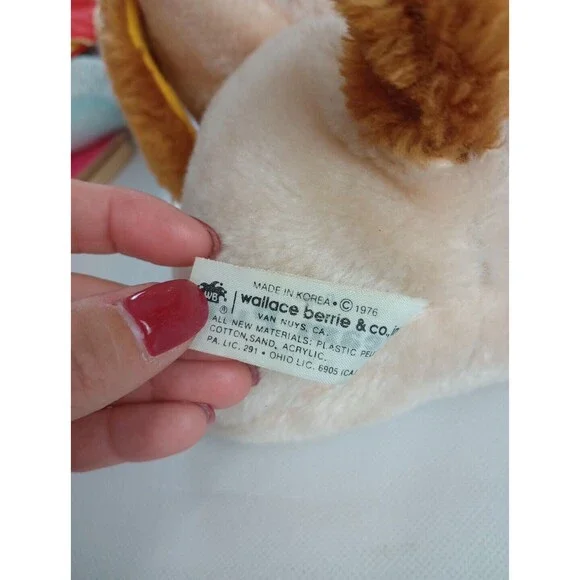 MADE IN KOREA • © 1976
WB ® | wallace berrie & co.,
VAN NUYS, CA.
ALL NEW MATERIALS: PLASTIC
COTTON, SAND, ACRYLIC.
PA. LIC. 291 • OHIO LIC. 6905